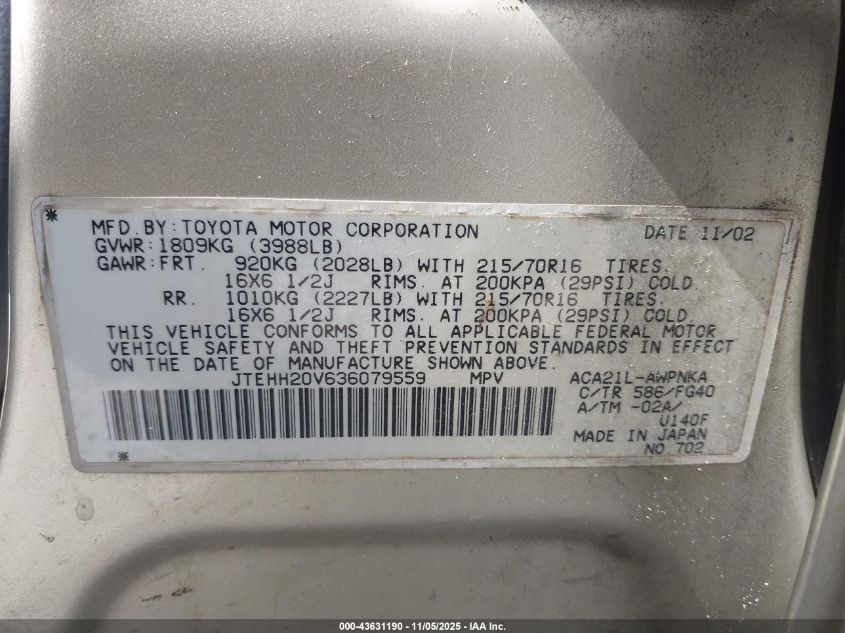 MFD.BY:TOYOTA MOTOR CORPORATION DATE 11/02
GVWR:1809KG (3988LB)
GAWR:FRT. 920KG (2028LB) WITH 215/70R16 TIRES
16X6 1/2J RIMS. AT 200KPA (29PSI) COLD.
RR. 1010KG (2227LB) WITH 215/70R16 TIRES.
16X6 1/2J RIMS. AT 200KPA (29PSI) COLD.
THIS VEHICLE CONFORMS TO ALL APPLICABLE FEDERAL MOTOR
VEHICLE SAFETY AND THEFT PREVENTION STANDARDS IN EFFECT
ON THE DATE OF MANUFACTURE SHOWN ABOVE.
JTEHH20V636079559 MPV ACA21L-AWPNKA
C/TR 586/FG40
A/TM -02A/
U140F
MADE IN JAPAN
NO 702
000-43631190 - 11/05/2025 - IAA Inc.